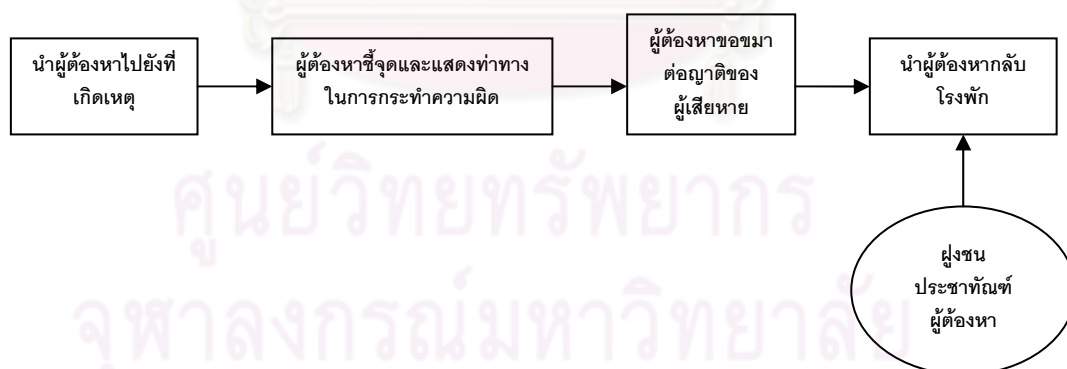 นำผู้ต้องหาไปยังที่
เกิดเหตุ
ผู้ต้องหาชี้จุดและแสดงท่าทาง
ในการกระทำความผิด
ผู้ต้องหาขอขมา
ต่อญาติของ
ผู้เสียหาย
นำผู้ต้องหากลับ
โรงพัก
ฝูงชน
ประชาทัณฑ์
ผู้ต้องหา
ศูนย์วิทยทรัพยากร
จุฬาลงกรณ์มหาวิทยาลัย